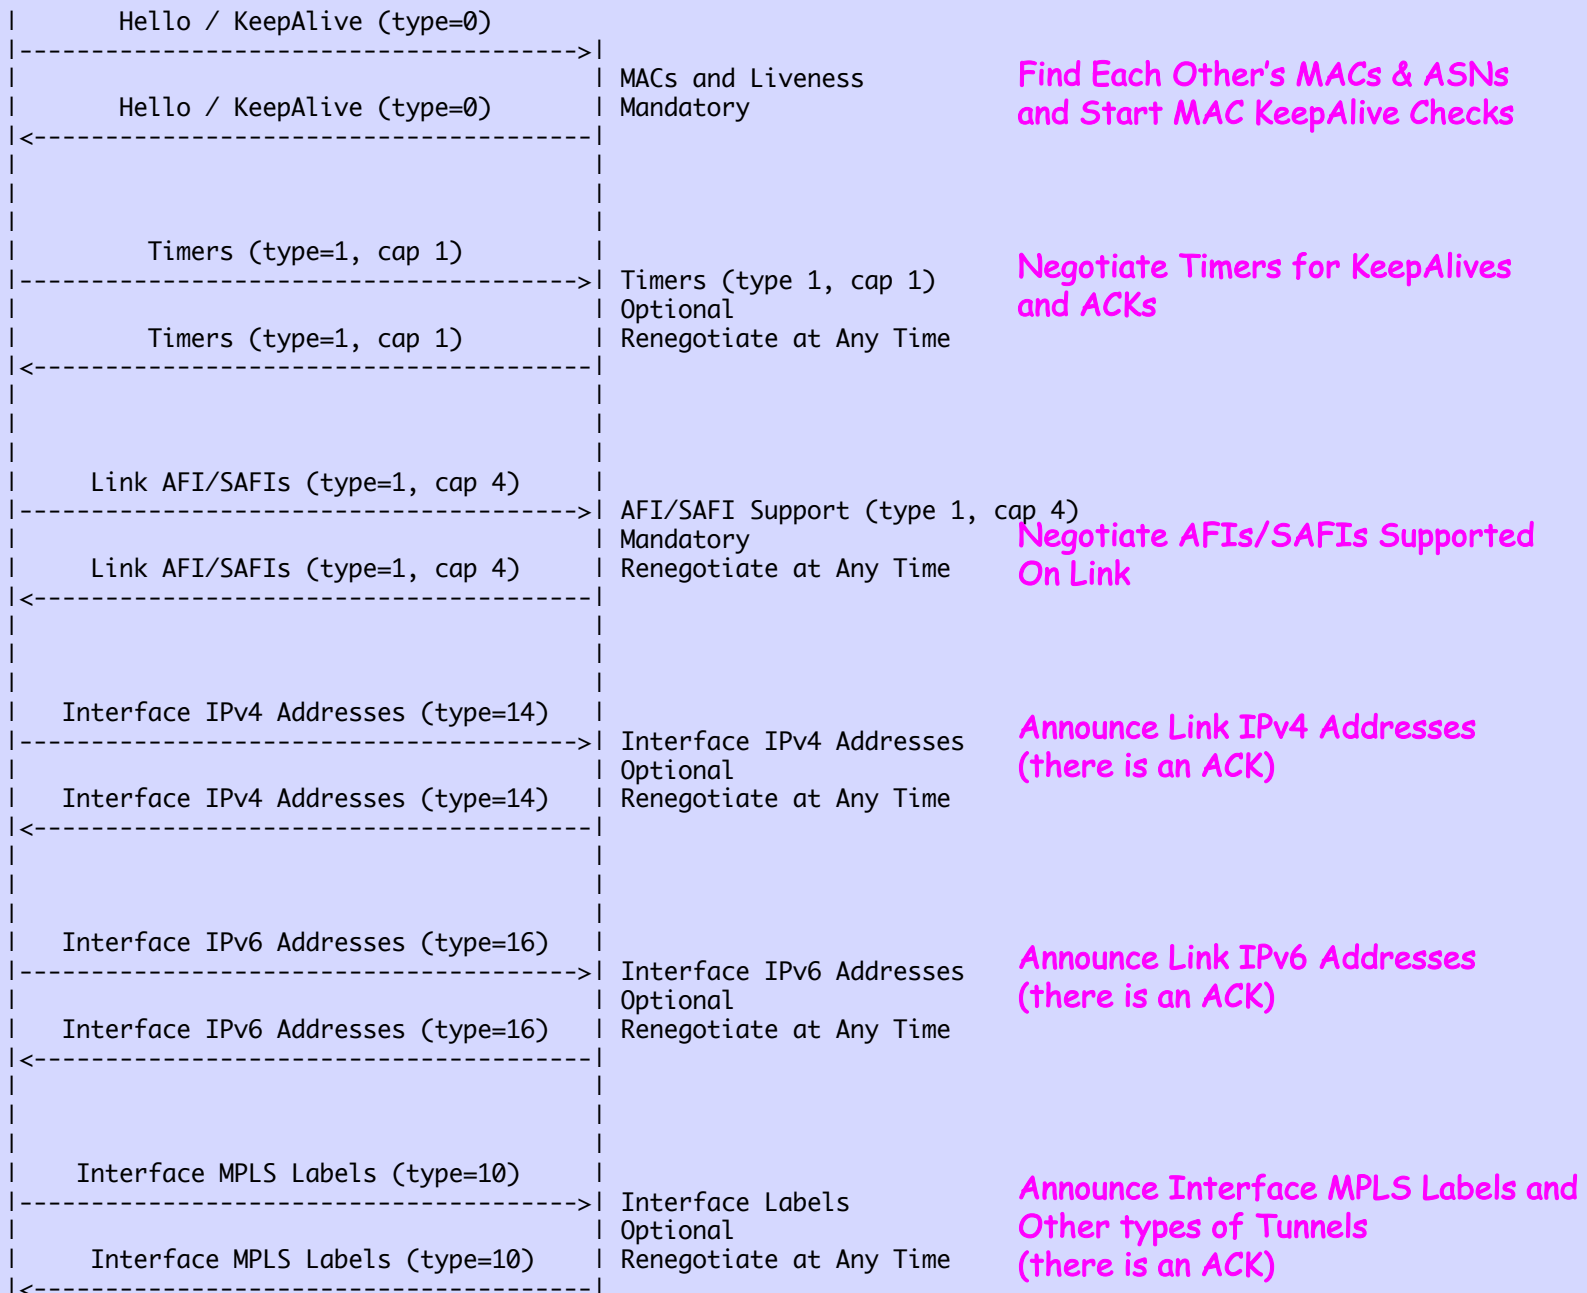 |       Hello / KeepAlive (type=0)
|--------------------------------------->|
|                                        | MACs and Liveness
|       Hello / KeepAlive (type=0)       | Mandatory
|<---------------------------------------|
Find Each Other's MACs & ASNs
and Start MAC KeepAlive Checks
|                                        |
|                                        |
|                                        |
|         Timers (type=1, cap 1)         |
|--------------------------------------->| Timers (type 1, cap 1)
|                                        | Optional
|         Timers (type=1, cap 1)         | Renegotiate at Any Time
|<---------------------------------------|
Negotiate Timers for KeepAlives
and ACKs
|                                        |
|                                        |
|                                        |
|     Link AFI/SAFIs (type=1, cap 4)     |
|--------------------------------------->| AFI/SAFI Support (type 1, cap 4)
|                                        | Mandatory
|     Link AFI/SAFIs (type=1, cap 4)     | Renegotiate at Any Time
|<---------------------------------------|
Negotiate AFIs/SAFIs Supported
On Link
|                                        |
|                                        |
|                                        |
|   Interface IPv4 Addresses (type=14)   |
|--------------------------------------->| Interface IPv4 Addresses
|                                        | Optional
|   Interface IPv4 Addresses (type=14)   | Renegotiate at Any Time
|<---------------------------------------|
Announce Link IPv4 Addresses
(there is an ACK)
|                                        |
|                                        |
|                                        |
|   Interface IPv6 Addresses (type=16)   |
|--------------------------------------->| Interface IPv6 Addresses
|                                        | Optional
|   Interface IPv6 Addresses (type=16)   | Renegotiate at Any Time
|<---------------------------------------|
Announce Link IPv6 Addresses
(there is an ACK)
|                                        |
|                                        |
|                                        |
|    Interface MPLS Labels (type=10)     |
|--------------------------------------->| Interface Labels
|                                        | Optional
|     Interface MPLS Labels (type=10)    | Renegotiate at Any Time
|<---------------------------------------|
Announce Interface MPLS Labels and
Other types of Tunnels
(there is an ACK)